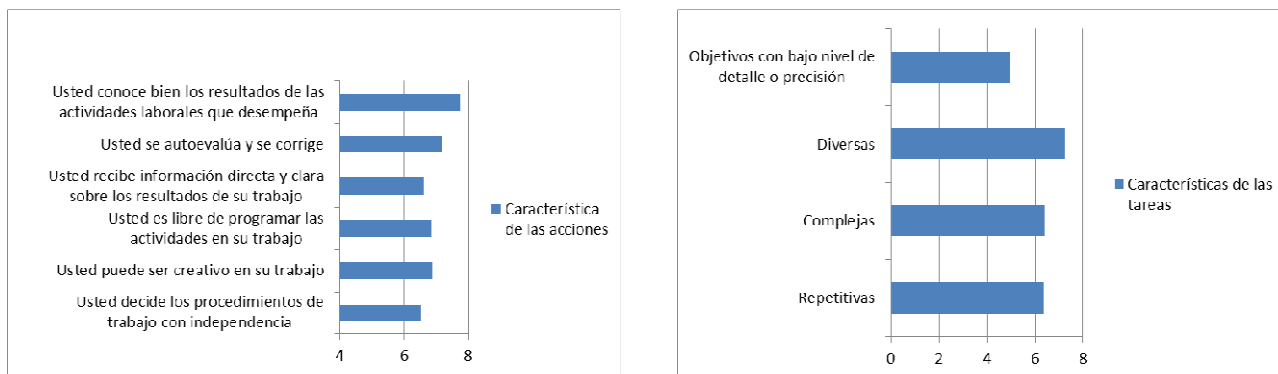 Usted conoce bien los resultados de las
actividades laborales que desempeña
Usted se autoevalúa y se corrige
Usted recibe información directa y clara
sobre los resultados de su trabajo
Usted es libre de programar las
actividades en su trabajo
Usted puede ser creativo en su trabajo
Usted decide los procedimientos de
trabajo con independencia
4 6 8
Característica
de las acciones
Objetivos con bajo nivel de
detalle o precisión
Diversas
Complejas
Repetitivas
0 2 4 6 8
Características de las
tareas